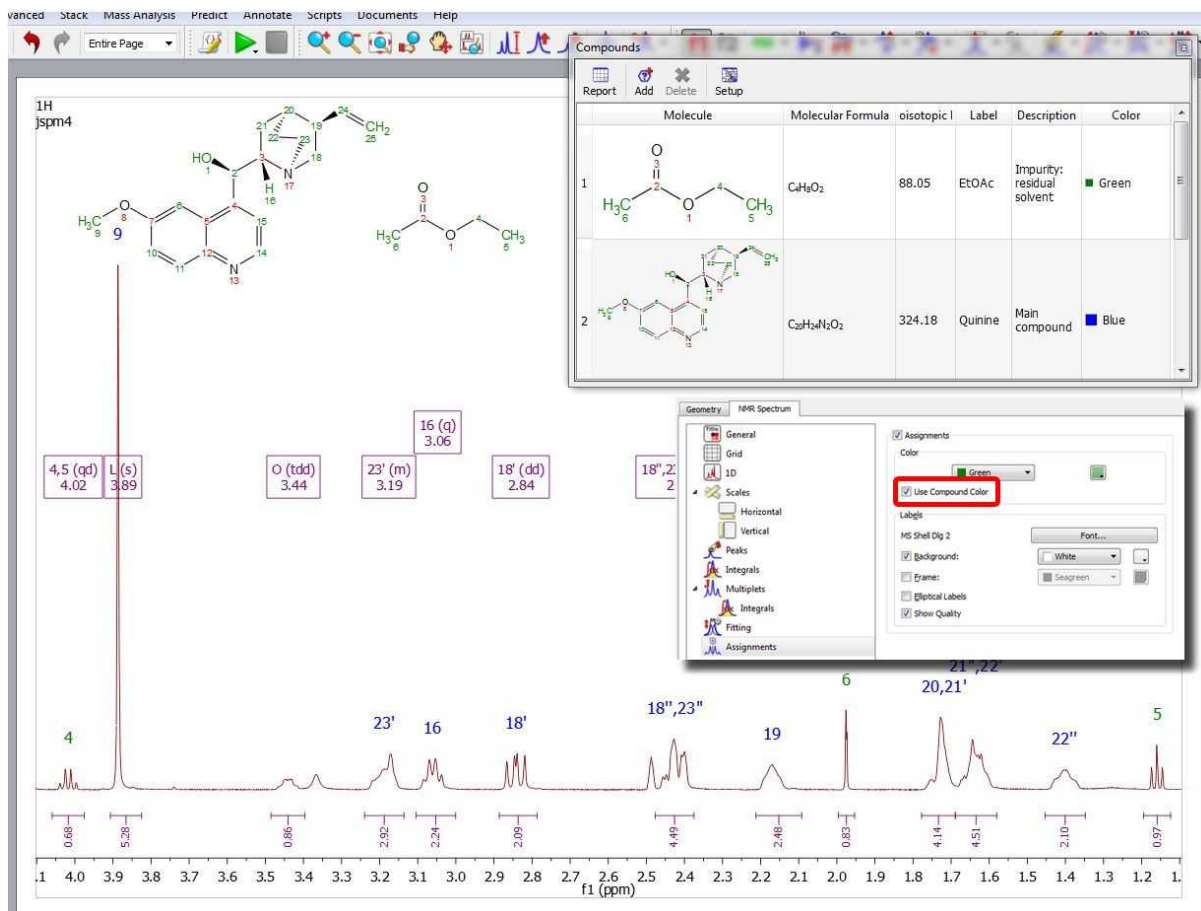 Stack Mass Analysis Predict Annotate Scripts Documents Help
Entire Page
1H
jspm4
HO
H
N
H₃C
O
N
9
O
H₃C
O
CH₃
CH₂
Compounds
Report Add Delete Setup
Molecule Molecular Formula oisotopic l Label Description Color
1 C₄H₈O₂ 88.05 EtOAc Impurity: residual solvent Green
2 C₂₀H₂₄N₂O₂ 324.18 Quinine Main compound Blue
Geometry NMR Spectrum
General
Grid
1D
Scales
Horizontal
Vertical
Peaks
Integrals
Multiplets
Integrals
Fitting
Assignments
Assignments
Color
Green
Use Compound Color
Labels
MS Shell Dlg 2 Font...
Background: White
Frame: Seagreen
Elliptical Labels
Show Quality
4,5 (qd)
4.02
(s)
3.89
O (tdd)
3.44
23' (m)
3.19
16 (q)
3.06
18' (dd)
2.84
4
23'
16
18'
18'',23''
19
6
20,21'
21'',22'
22''
5
0.68 5.28 0.86 2.92 2.24 2.09 4.49 2.48 0.83 4.14 4.51 2.10 0.97
.1 4.0 3.9 3.8 3.7 3.6 3.5 3.4 3.3 3.2 3.1 3.0 2.9 2.8 2.7 2.6 2.5 2.4 2.3 2.2 2.1 2.0 1.9 1.8 1.7 1.6 1.5 1.4 1.3 1.2 1.
f1 (ppm)